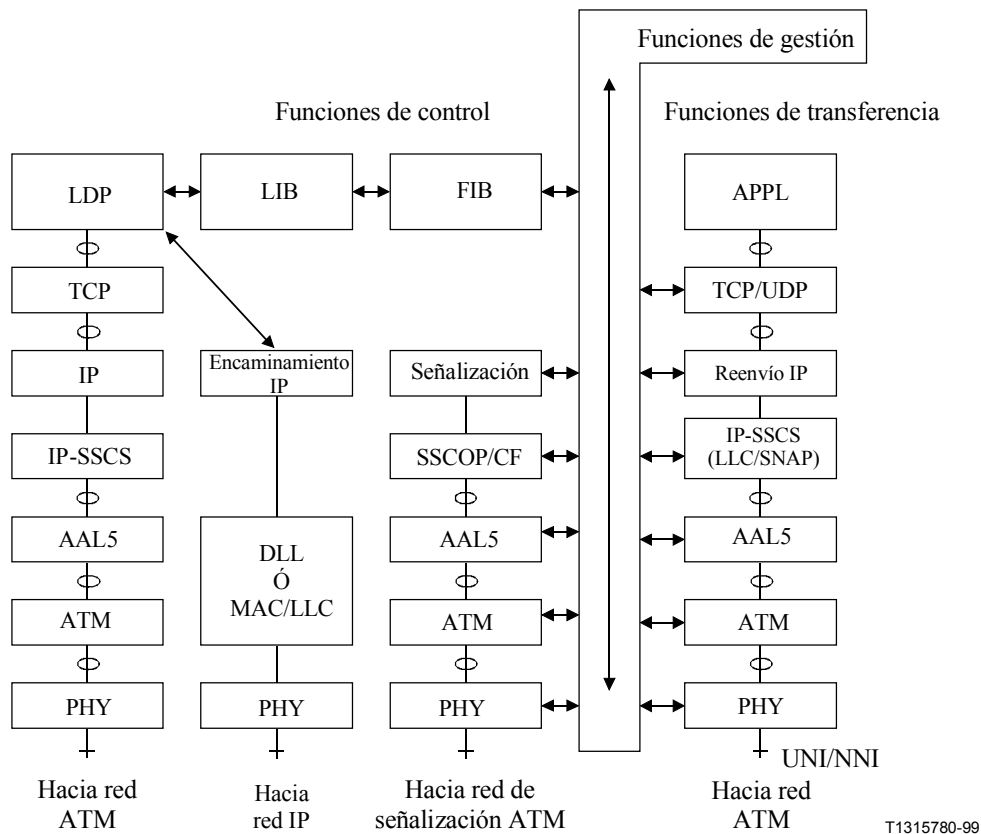 Funciones de gestión
Funciones de control
Funciones de transferencia
LDP
LIB
FIB
APPL
TCP
TCP/UDP
IP
Encaminamiento
IP
Señalización
Reenvío IP
IP-SSCS
SSCOP/CF
IP-SSCS
(LLC/SNAP)
AAL5
DLL
Ó
MAC/LLC
AAL5
AAL5
ATM
ATM
ATM
PHY
PHY
PHY
PHY
UNI/NNI
Hacia red
ATM
Hacia
red IP
Hacia red de
señalización ATM
Hacia red
ATM
T1315780-99